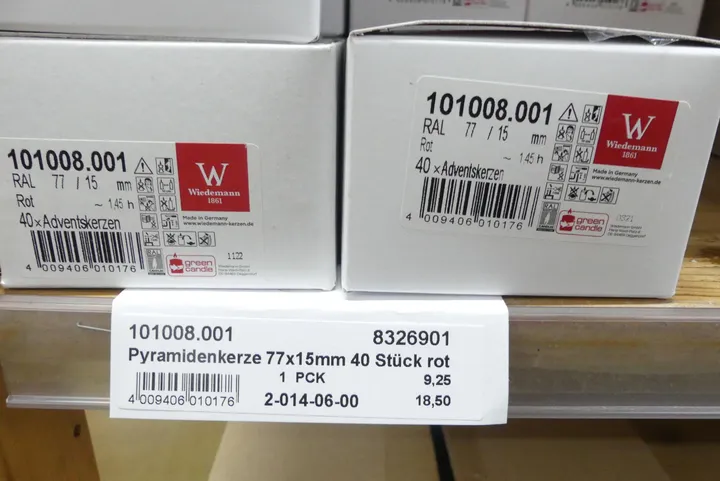 101008.001
RAL 77 / 15 mm
Rot ~ 1,45 h
40 x Adventskerzen
4 009406 010176
W
Wiedemann
1861
Made in Germany
www.wiedemann-kerzen.de
RAL
green
candle
1122
101008.001
RAL 77 / 15 mm
Rot ~ 1,45 h
40 x Adventskerzen
4 009406 010176
W
Wiedemann
1861
Made in Germany
www.wiedemann-kerzen.de
RAL
green
candle
101008.001 8326901
Pyramidenkerze 77x15mm 40 Stück rot
1 PCK 9,25
4 009406 010176 2-014-06-00 18,50